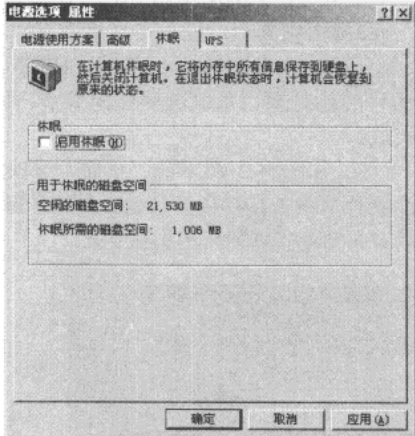 电源选项 属性
电源使用方案 高级 休眠 UPS
在计算机休眠时，它将内存中所有信息保存到硬盘上，
然后关闭计算机。在退出休眠状态时，计算机会恢复到
原来的状态。
休眠
启用休眠(H)
用于休眠的磁盘空间
空闲的磁盘空间: 21,530 MB
休眠所需的磁盘空间: 1,006 MB
确定 取消 应用(A)